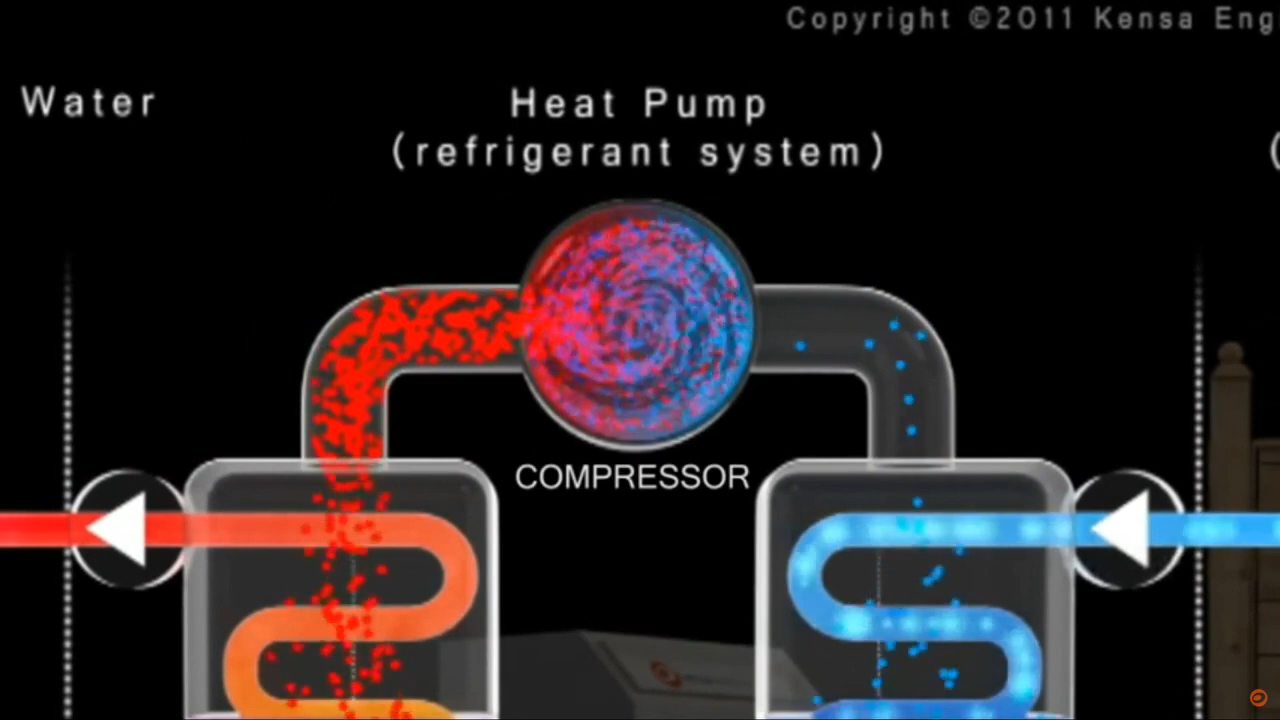 Copyright ©2011 Kensa Eng
Water
Heat Pump
(refrigerant system)
(
COMPRESSOR